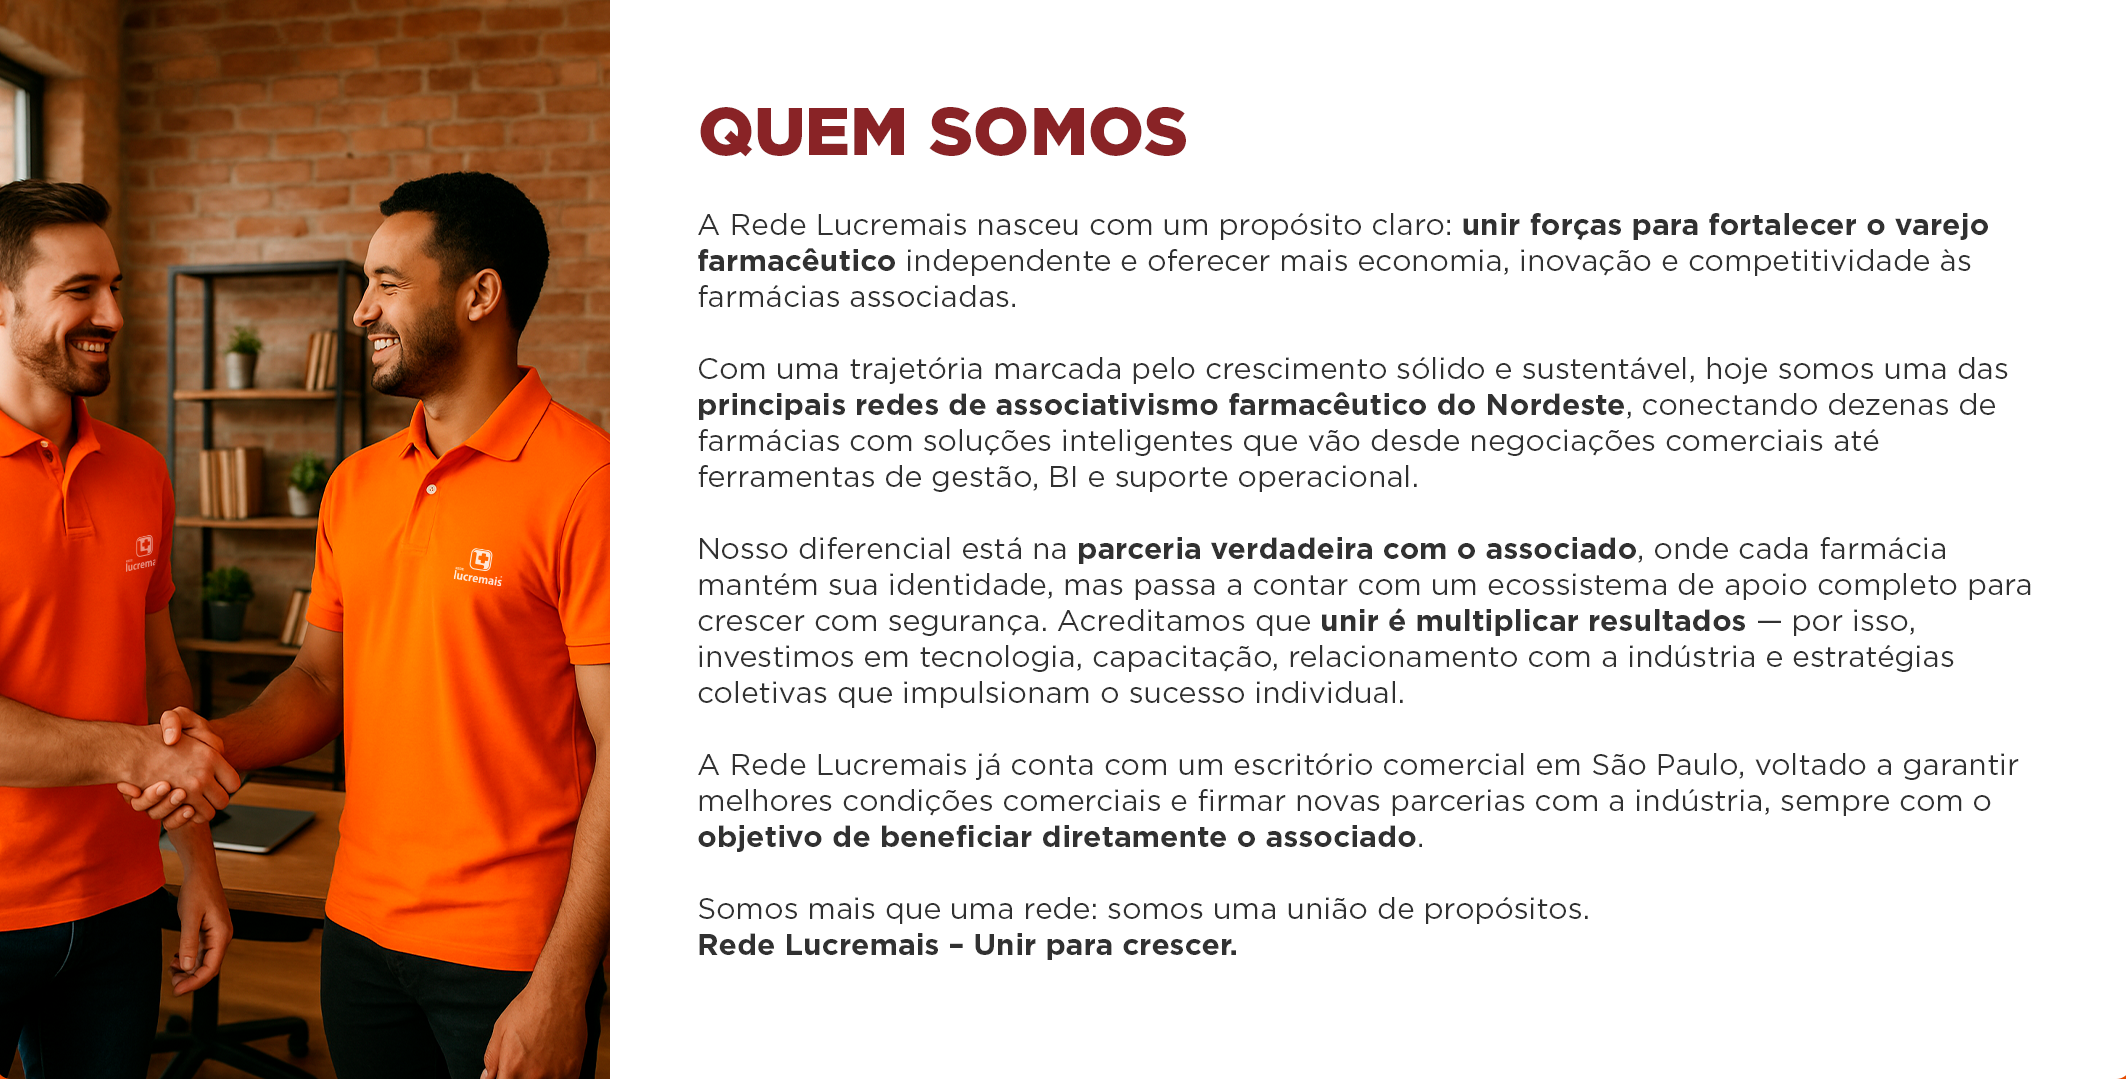 QUEM SOMOS
A Rede Lucremais nasceu com um propósito claro: unir forças para fortalecer o varejo
farmacêutico independente e oferecer mais economia, inovação e competitividade às
farmácias associadas.
Com uma trajetória marcada pelo crescimento sólido e sustentável, hoje somos uma das
principais redes de associativismo farmacêutico do Nordeste, conectando dezenas de
farmácias com soluções inteligentes que vão desde negociações comerciais até
ferramentas de gestão, BI e suporte operacional.
Nosso diferencial está na parceria verdadeira com o associado, onde cada farmácia
mantém sua identidade, mas passa a contar com um ecossistema de apoio completo para
crescer com segurança. Acreditamos que unir é multiplicar resultados — por isso,
investimos em tecnologia, capacitação, relacionamento com a indústria e estratégias
coletivas que impulsionam o sucesso individual.
A Rede Lucremais já conta com um escritório comercial em São Paulo, voltado a garantir
melhores condições comerciais e firmar novas parcerias com a indústria, sempre com o
objetivo de beneficiar diretamente o associado.
Somos mais que uma rede: somos uma união de propósitos.
Rede Lucremais – Unir para crescer.
lucremais
lucremais